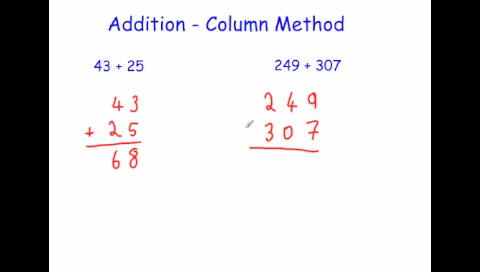 Addition - Column Method
43 + 25
249 + 307
43
+ 25
68
249
307